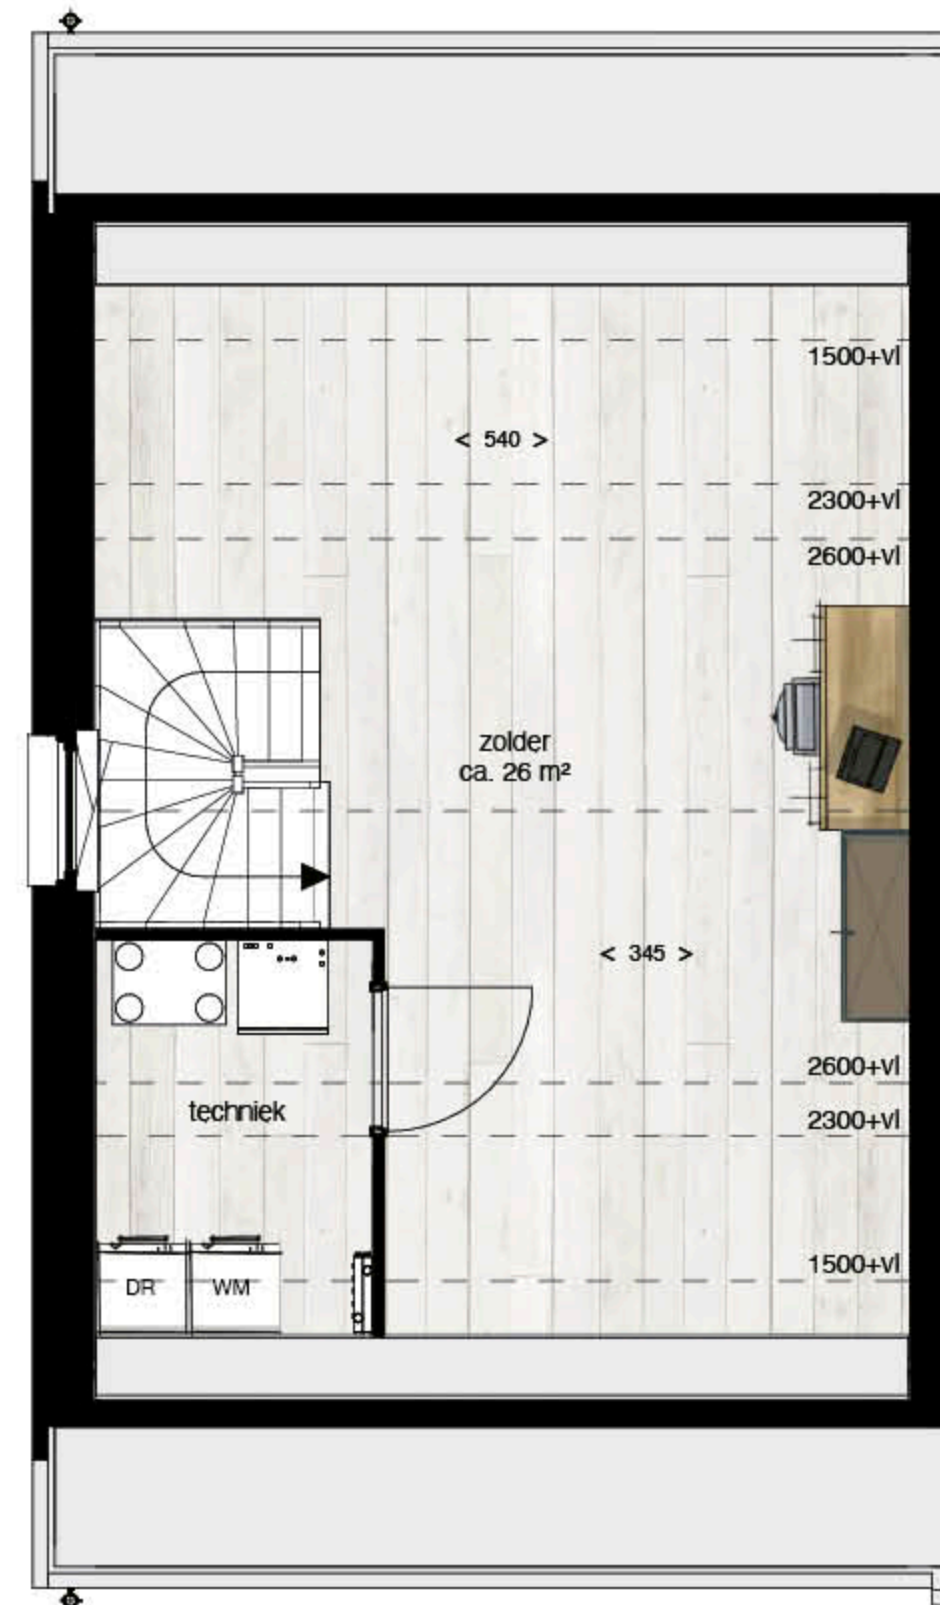 1500+vl
< 540 >
2300+vl
2600+vl
zolder
ca. 26 m²
< 345 >
2600+vl
techniek
2300+vl
1500+vl
DR
WM